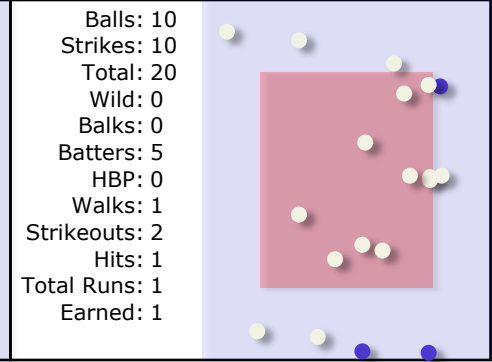 Balls: 10
Strikes: 10
Total: 20
Wild: 0
Balks: 0
Batters: 5
HBP: 0
Walks: 1
Strikeouts: 2
Hits: 1
Total Runs: 1
Earned: 1